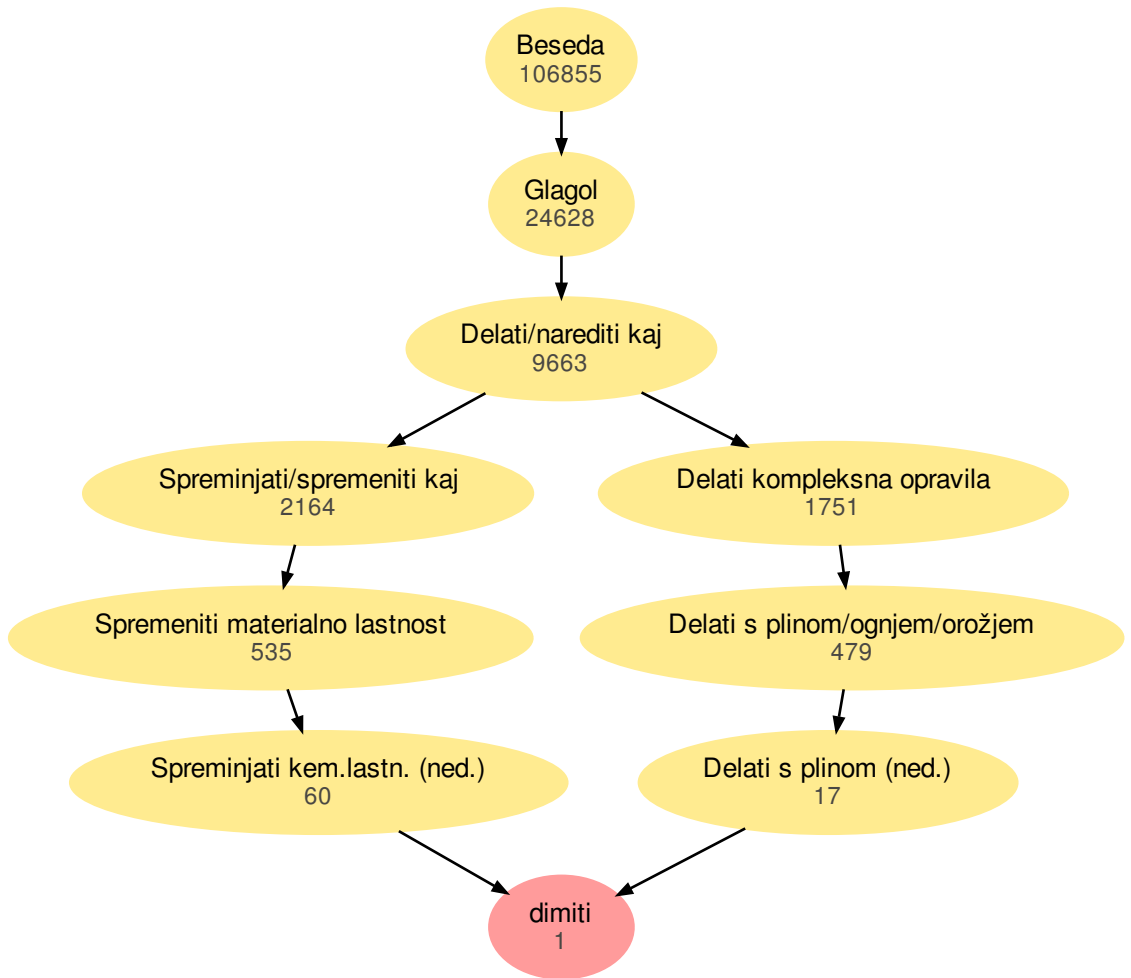 Beseda
106855
Glagol
24628
Delati/narediti kaj
9663
Spreminjati/spremeniti kaj
2164
Delati kompleksna opravila
1751
Spremeniti materialno lastnost
535
Delati s plinom/ognjem/orožjem
479
Spreminjati kem.lastn. (ned.)
60
Delati s plinom (ned.)
17
dimiti
1